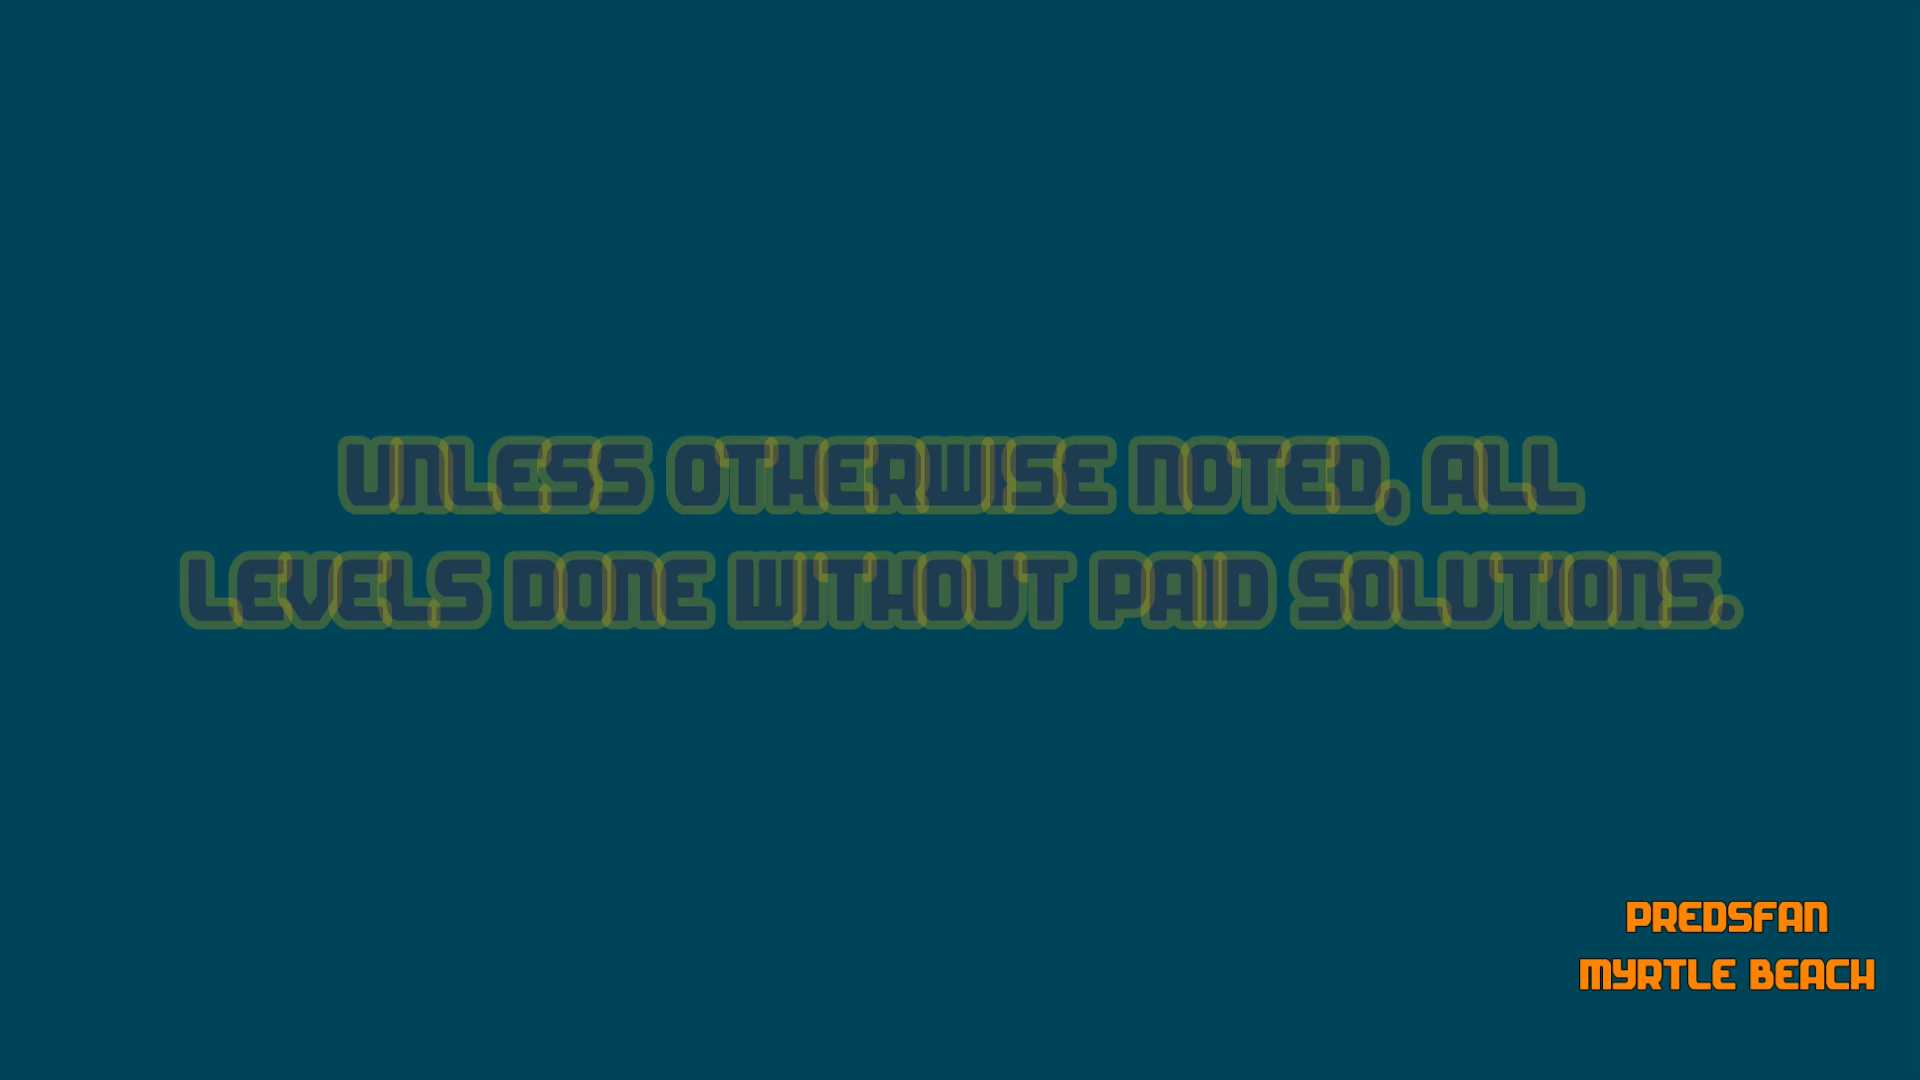 UNLESS OTHERWISE NOTED, ALL
LEVELS DONE WITHOUT PAID SOLUTIONS.
PREDSFAN
MYRTLE BEACH